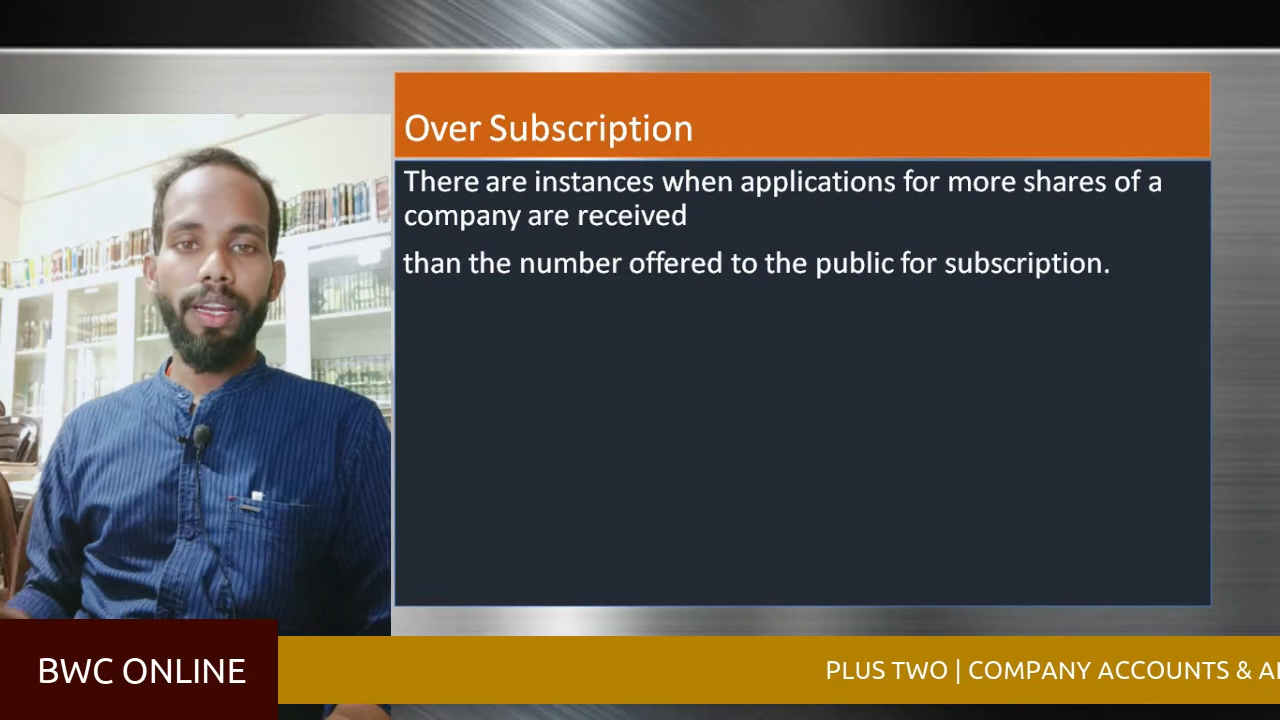 Over Subscription
There are instances when applications for more shares of a
company are received
than the number offered to the public for subscription.
BWC ONLINE
PLUS TWO | COMPANY ACCOUNTS &